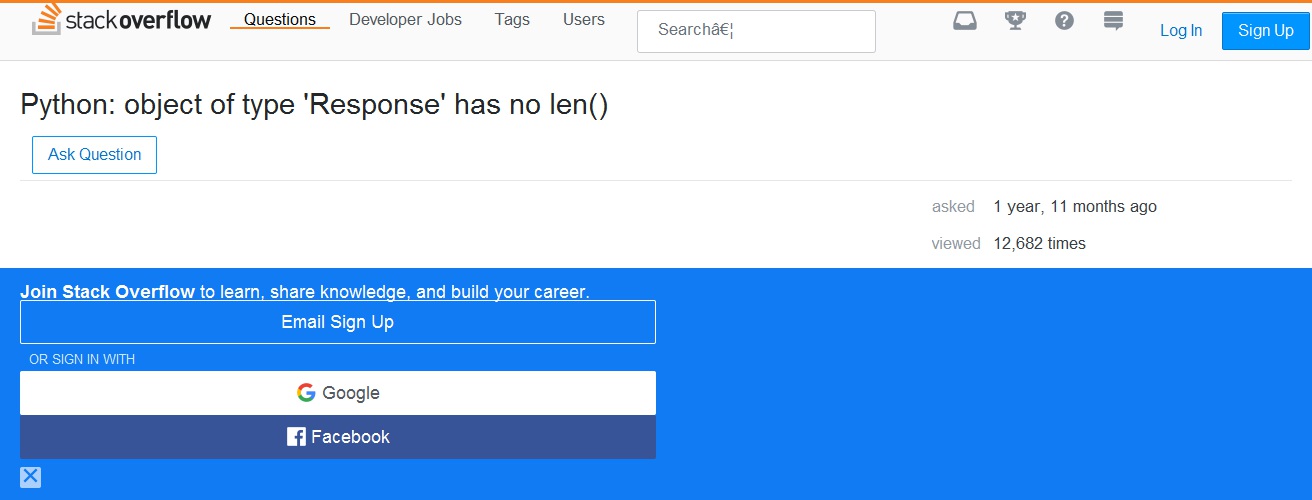 stackoverflow Questions Developer Jobs Tags Users Searchâ€¦ Log In Sign Up
Python: object of type 'Response' has no len()
Ask Question
asked 1 year, 11 months ago
viewed 12,682 times
Join Stack Overflow to learn, share knowledge, and build your career.
Email Sign Up
OR SIGN IN WITH
Google
Facebook